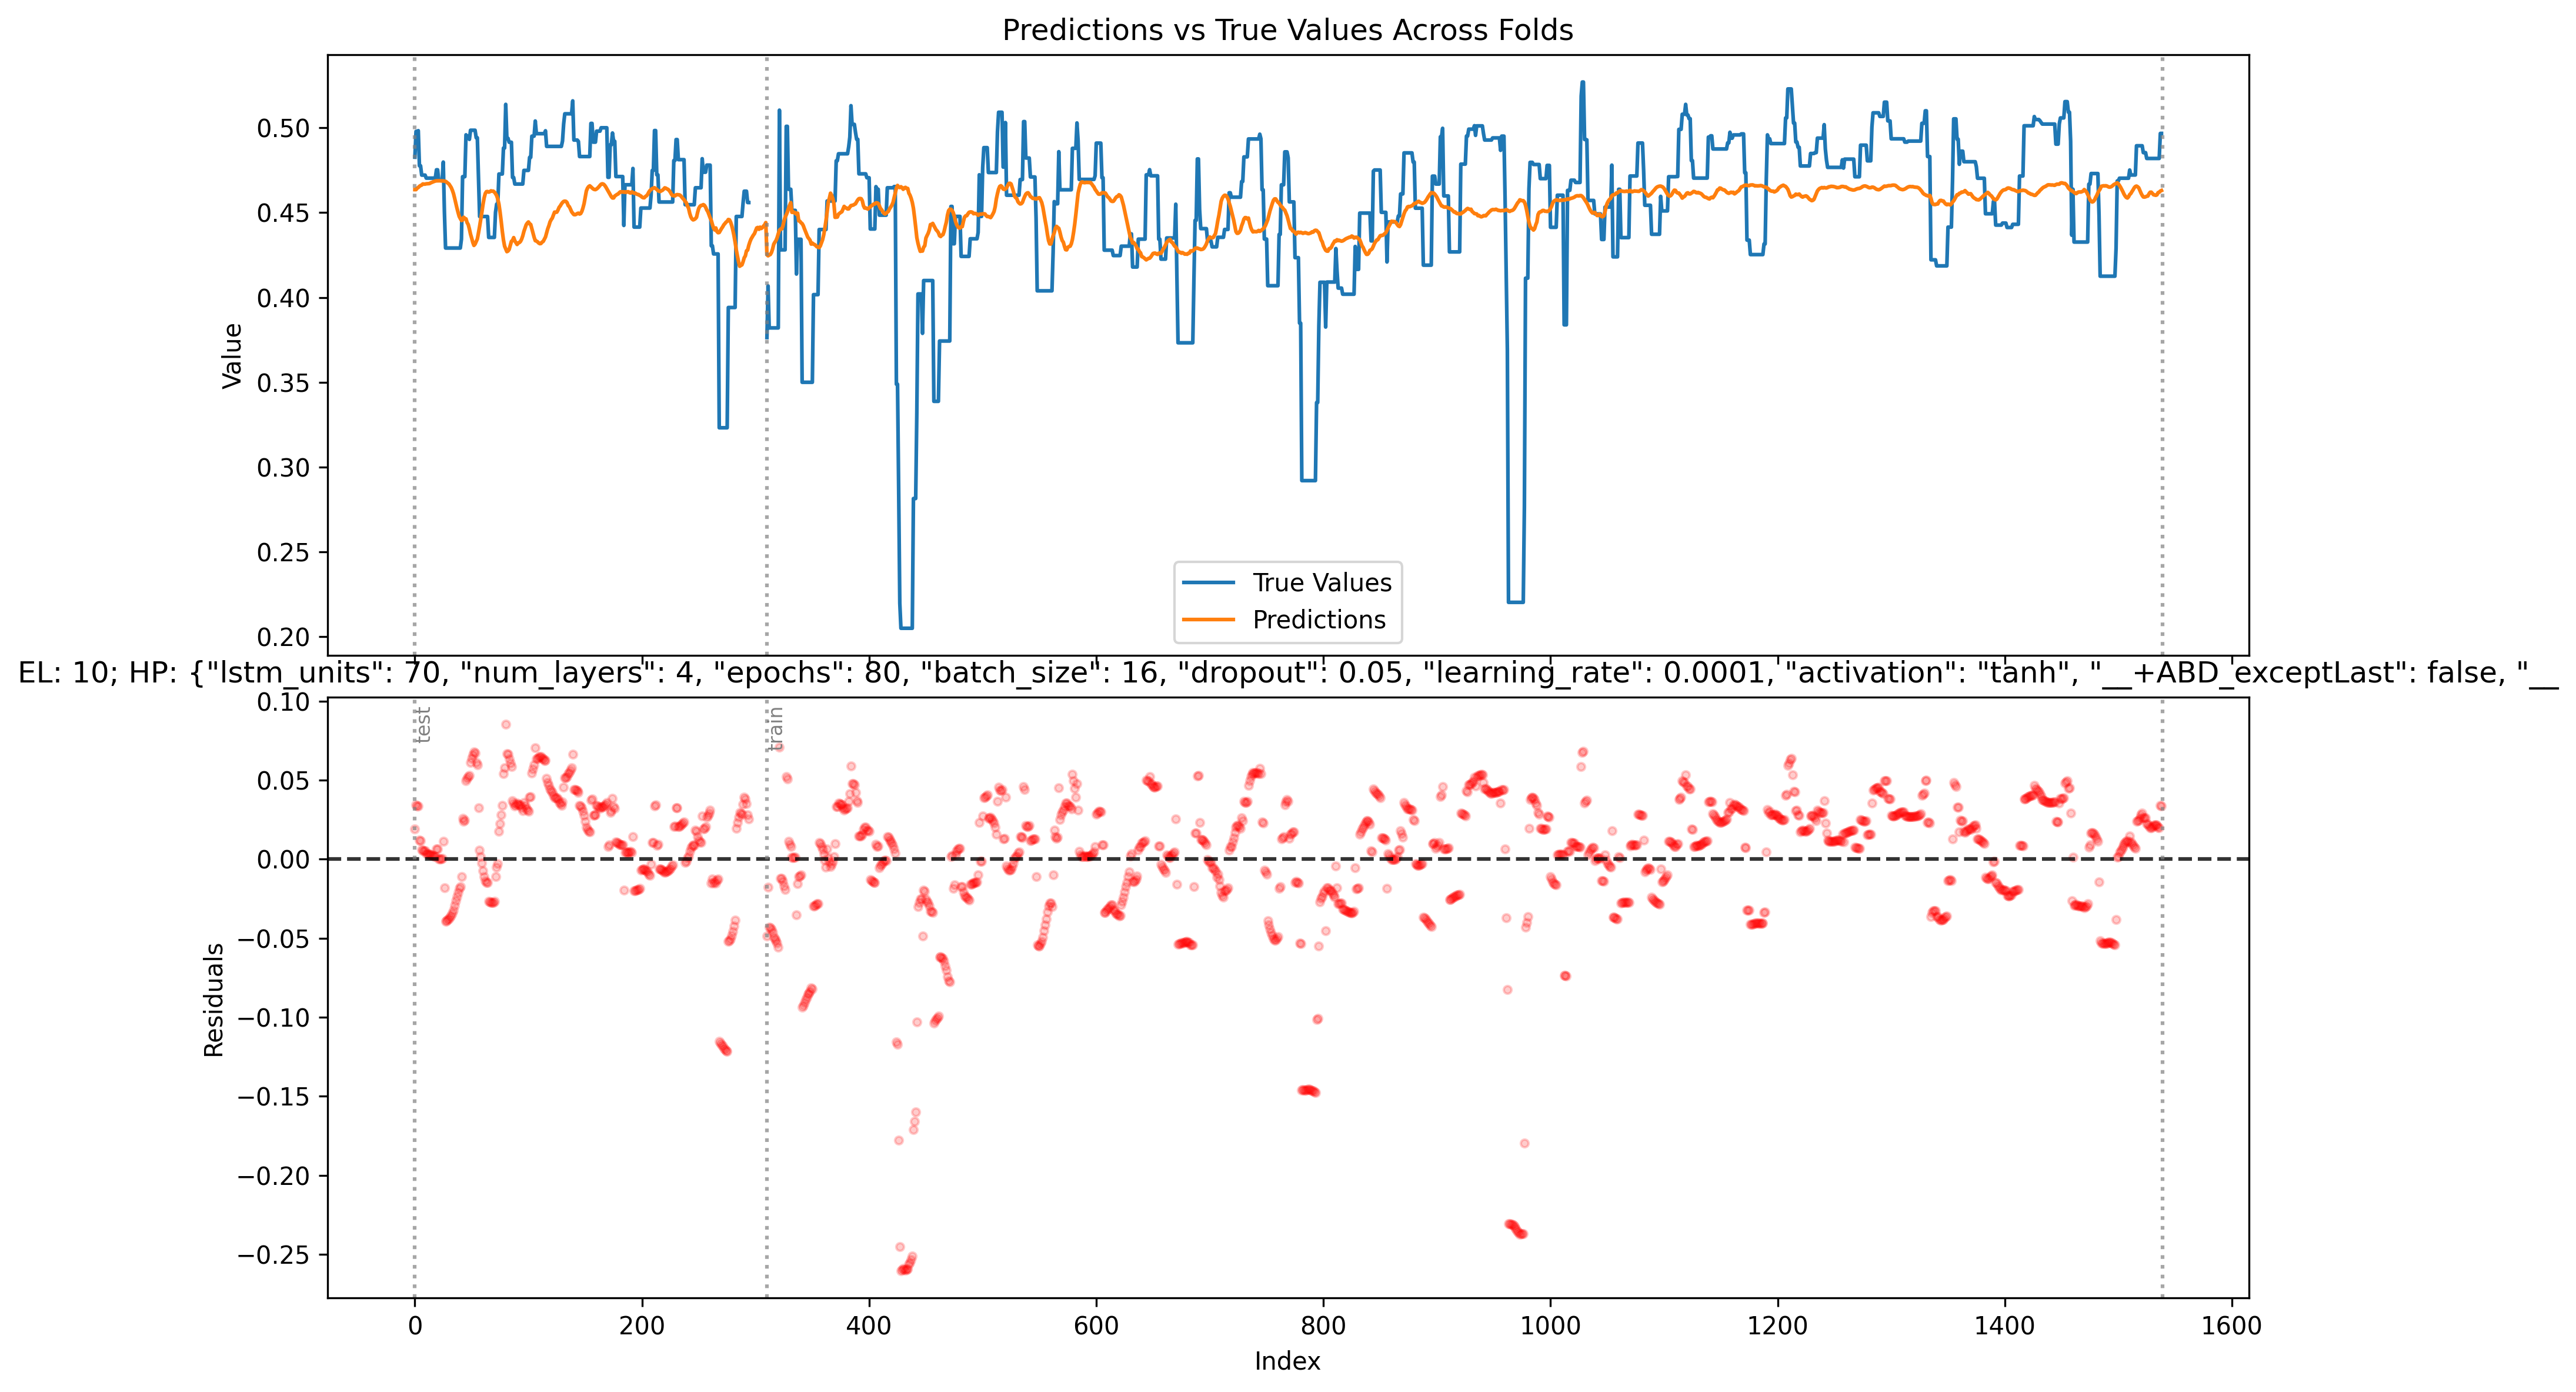 Predictions vs True Values Across Folds
Value
0.50
0.45
0.40
0.35
0.30
0.25
0.20
True Values
Predictions
EL: 10; HP: {"lstm_units": 70, "num_layers": 4, "epochs": 80, "batch_size": 16, "dropout": 0.05, "learning_rate": 0.0001, "activation": "tanh", "__+ABD_exceptLast": false, "__
Residuals
0.10
0.05
0.00
−0.05
−0.10
−0.15
−0.20
−0.25
test
train
0 200 400 600 800 1000 1200 1400 1600
Index